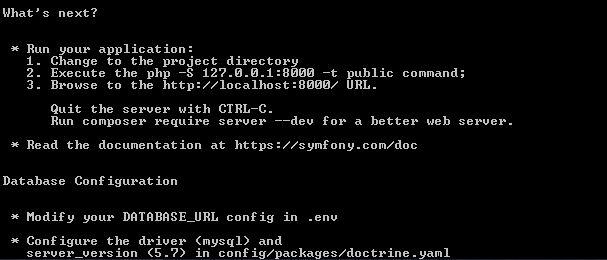 What's next?
* Run your application:
1. Change to the project directory
2. Execute the php -S 127.0.0.1:8000 -t public command;
3. Browse to the http://localhost:8000/ URL.
Quit the server with CTRL-C.
Run composer require server --dev for a better web server.
* Read the documentation at https://symfony.com/doc
Database Configuration
* Modify your DATABASE_URL config in .env
* Configure the driver (mysql) and
server_version (5.7) in config/packages/doctrine.yaml